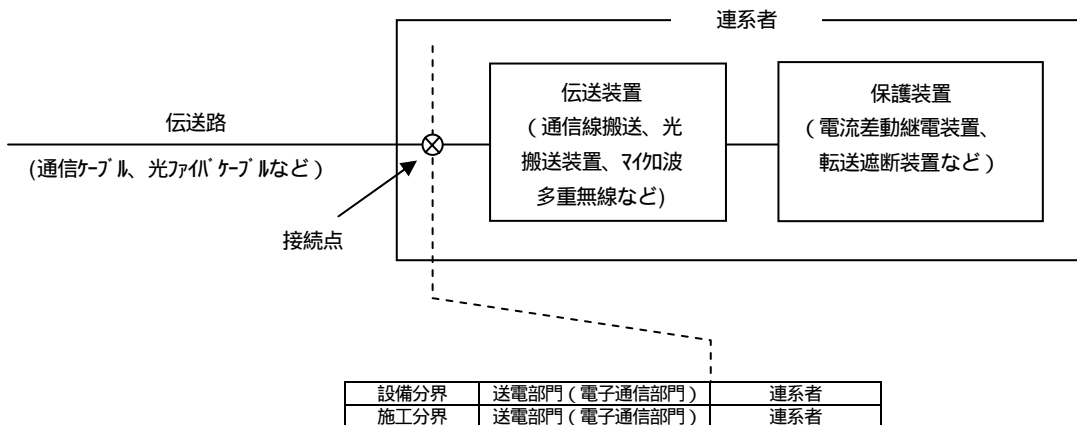 連系者
伝送路
(通信ｹｰﾌﾞﾙ、光ﾌｧｲﾊﾞｹｰﾌﾞﾙなど）
接続点
伝送装置
（通信線搬送、光
搬送装置、ﾏｲｸﾛ波
多重無線など)
保護装置
（電流差動継電装置、
転送遮断装置など）
設備分界 送電部門（電子通信部門） 連系者
施工分界 送電部門（電子通信部門） 連系者